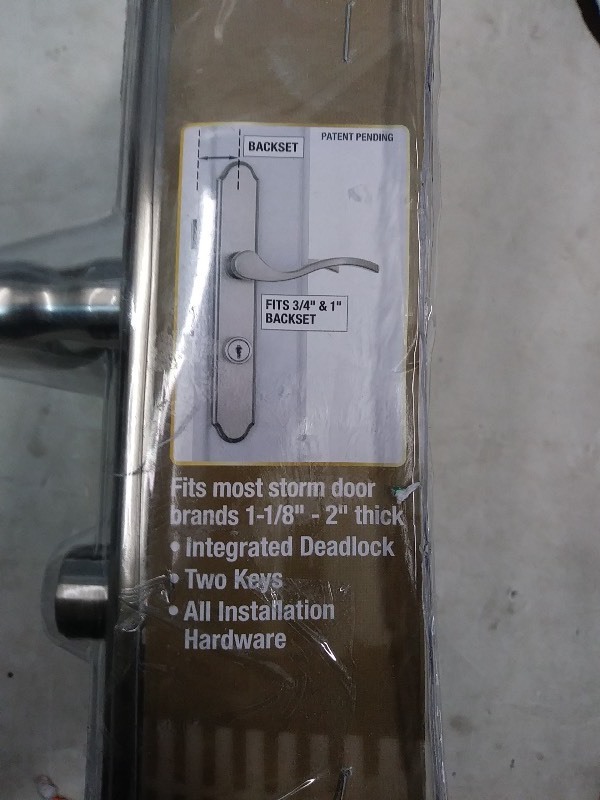 PATENT PENDING
BACKSET
FITS 3/4" & 1"
BACKSET
Fits most storm door
brands 1-1/8" - 2" thick
• Integrated Deadlock
• Two Keys
• All Installation
Hardware